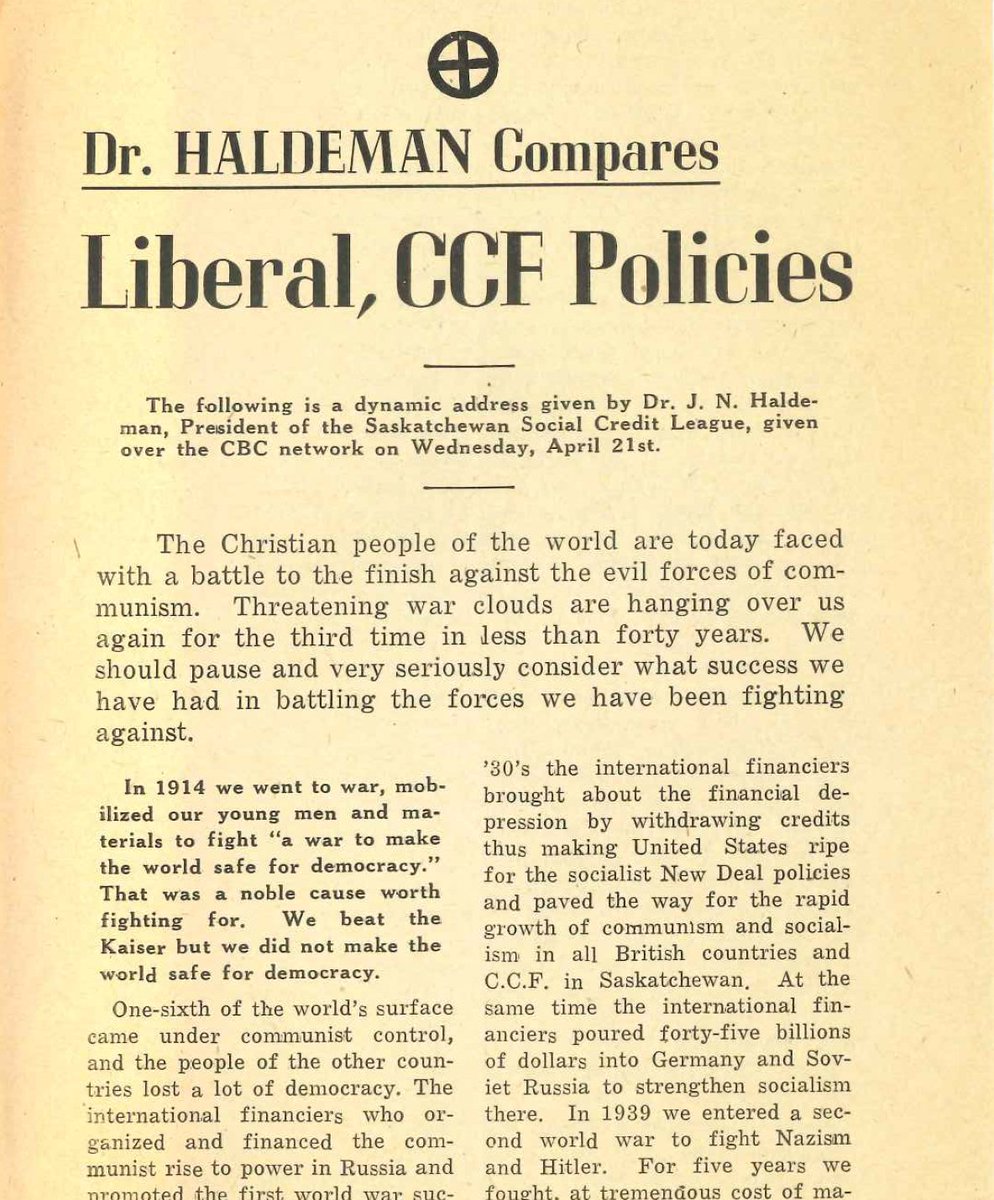 Dr. HALDEMAN Compares
Liberal, CCF Policies
The following is a dynamic address given by Dr. J. N. Halde-
man, President of the Saskatchewan Social Credit League, given
over the CBC network on Wednesday, April 21st.
The Christian people of the world are today faced
with a battle to the finish against the evil forces of com-
munism. Threatening war clouds are hanging over us
again for the third time in less than forty years. We
should pause and very seriously consider what success we
have had in battling the forces we have been fighting
against.
In 1914 we went to war, mob-
ilized our young men and ma-
terials to fight “a war to make
the world safe for democracy.”
That was a noble cause worth
fighting for. We beat the
Kaiser but we did not make the
world safe for democracy.
One-sixth of the world’s surface
came under communist control,
and the people of the other coun-
tries lost a lot of democracy. The
international financiers who or-
ganized and financed the com-
munist rise to power in Russia and
promoted the first world war suc-
’30’s the international financiers
brought about the financial de-
pression by withdrawing credits
thus making United States ripe
for the socialist New Deal policies
and paved the way for the rapid
growth of communism and social-
ism in all British countries and
C.C.F. in Saskatchewan. At the
same time the international fin-
anciers poured forty-five billions
of dollars into Germany and Sov-
iet Russia to strengthen socialism
there. In 1939 we entered a sec-
ond world war to fight Nazism
and Hitler. For five years we
fought, at tremendous cost of ma-